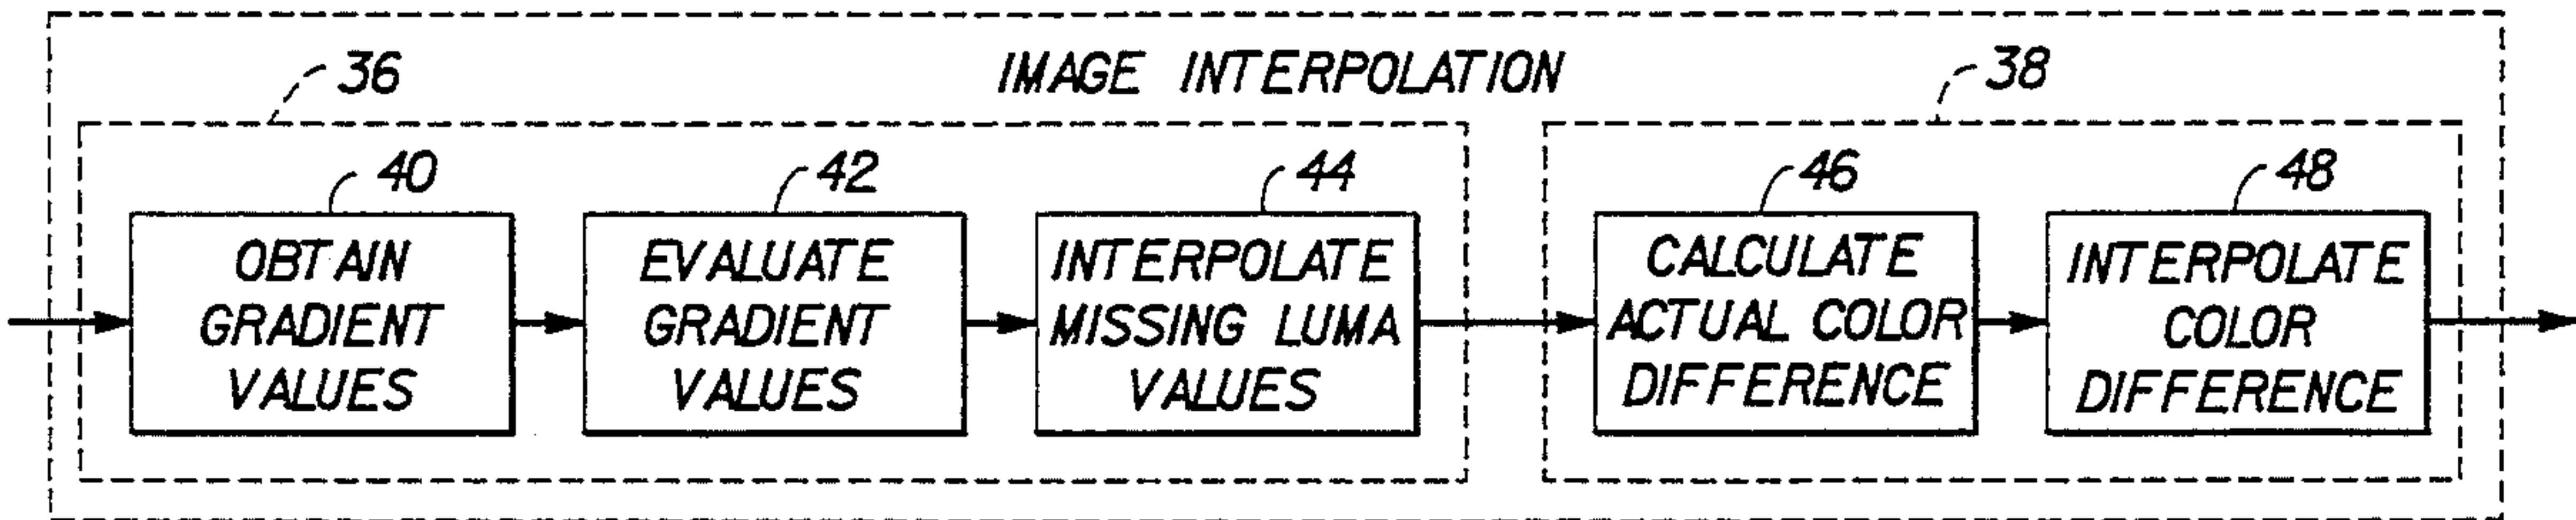 IMAGE INTERPOLATION
36
38
40
42
44
46
48
OBTAIN
GRADIENT
VALUES
EVALUATE
GRADIENT
VALUES
INTERPOLATE
MISSING LUMA
VALUES
CALCULATE
ACTUAL COLOR
DIFFERENCE
INTERPOLATE
COLOR
DIFFERENCE